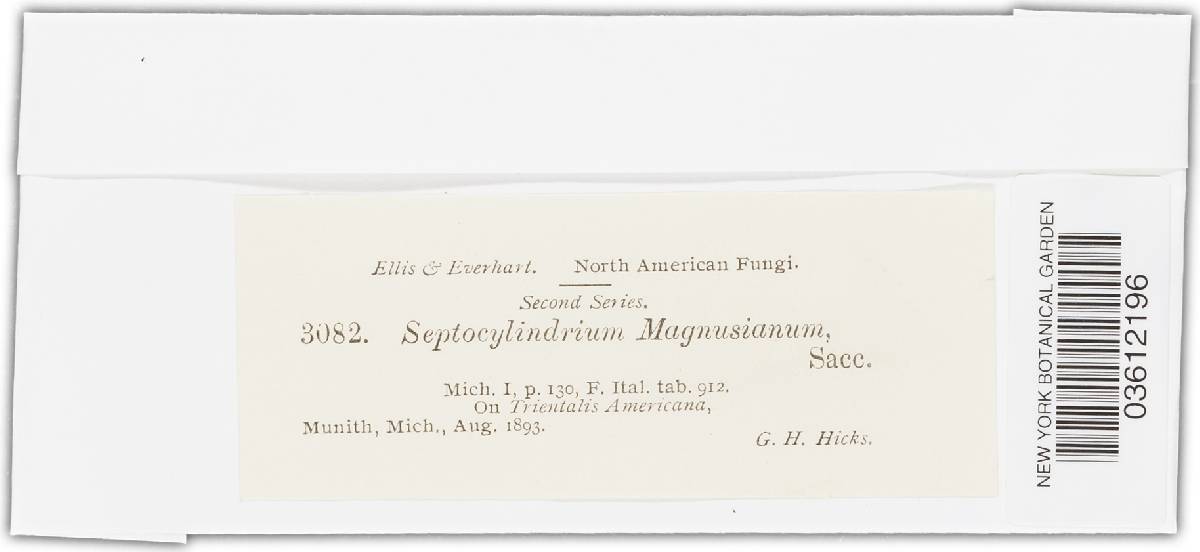 Ellis & Everhart. North American Fungi.
Second Series.
3082. Septocylindrium Magnusianum,
Sacc.
Mich. I, p. 130, F. Ital. tab. 912.
On Trientalis Americana,
Munith, Mich., Aug. 1893.
G. H. Hicks.
NEW YORK BOTANICAL GARDEN
03612196